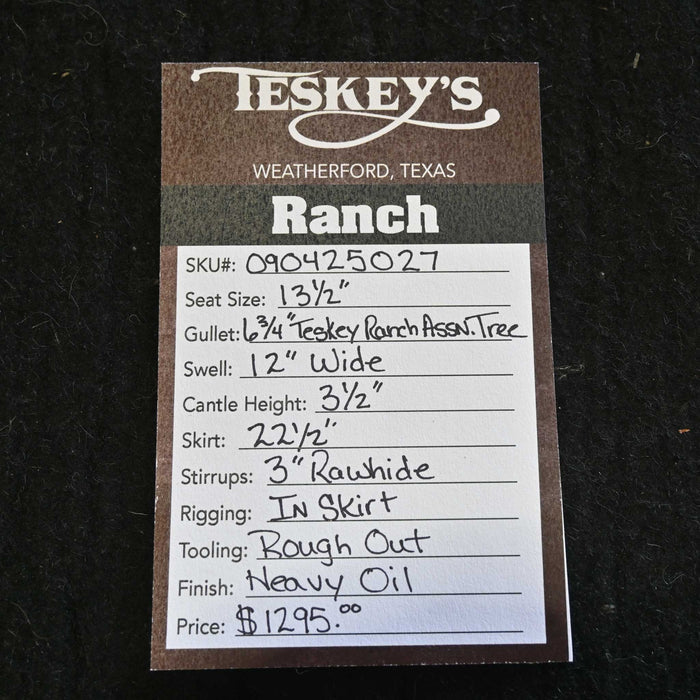 TESKEY'S
WEATHERFORD, TEXAS
Ranch
SKU#: 090425027
Seat Size: 13½"
Gullet: 6¾" Teskey Ranch Assn. Tree
Swell: 12" Wide
Cantle Height: 3½"
Skirt: 22½"
Stirrups: 3" Rawhide
Rigging: In Skirt
Tooling: Rough Out
Finish: Heavy Oil
Price: $1295.00